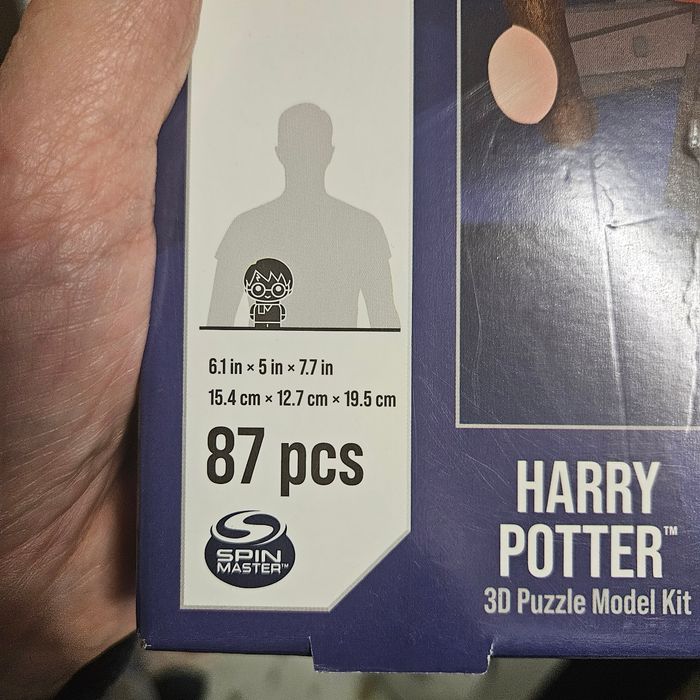 6.1 in × 5 in × 7.7 in
15.4 cm × 12.7 cm × 19.5 cm
87 pcs
SPIN
MASTER™
HARRY
POTTER™
3D Puzzle Model Kit